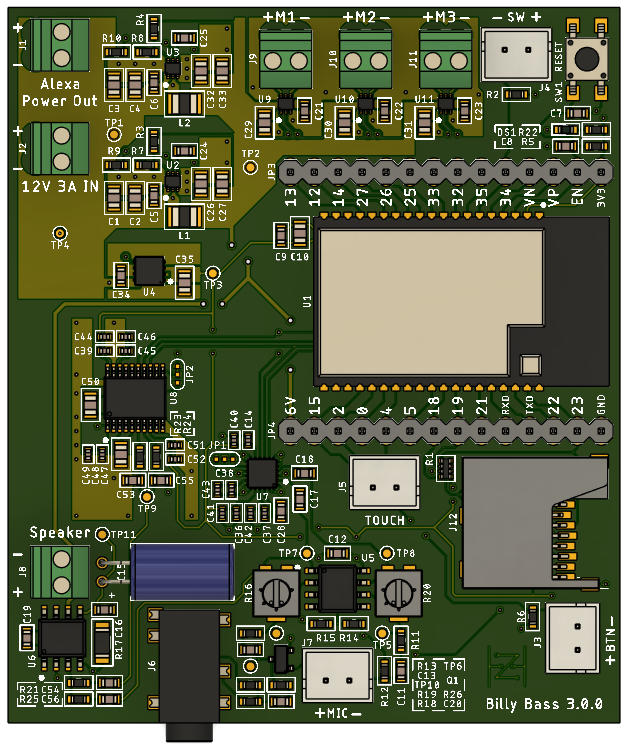 +M1- +M2- +M3- - SW +
J1 + -
R10 R8 R4 C25 U3
J9 J10 J11 J4
RESET SW1
Alexa
Power Out
C3 C4 C6 C32 C33
L2
U9 C21 U10 C22 U11 C23
C29 C30 C31
R2 C7
DS1 R22
C8 R5
TP1
J2 + -
R9 R7 R3 C24 U2
TP2
12V 3A IN
JP3
13 12 14 27 26 25 33 32 35 34 VN VP EN 3V3
C1 C2 C5 C26 C27
L1
TP4
C9 C10
C34 U4 C35 TP3
U1
C44 C46
C39 C45
JP2
C50 U8
R23 R24
6V 15 2 0 4 5 18 19 21 RXD TXD 22 23 GND
JP4
C40 C14
C51
C52
JP1
C38
C49 C48 C47
C53 C55
TP9
C43 U7 C18
C41 C36 C42 C37 C28 C17
J5
TOUCH
R1
J12
Speaker
TP11
J8 - +
C15 - +
TP7 C12 U5 TP8
R16 R20
C19 U6
C16 R17
J6
R15 R14
TP5 R11
J7
+MIC-
R12 C11
R13 TP6
C13
TP10 Q1
R19 R26
R18 C20
R6
J3
+BTN-
R21 C54
R25 C56
Billy Bass 3.0.0